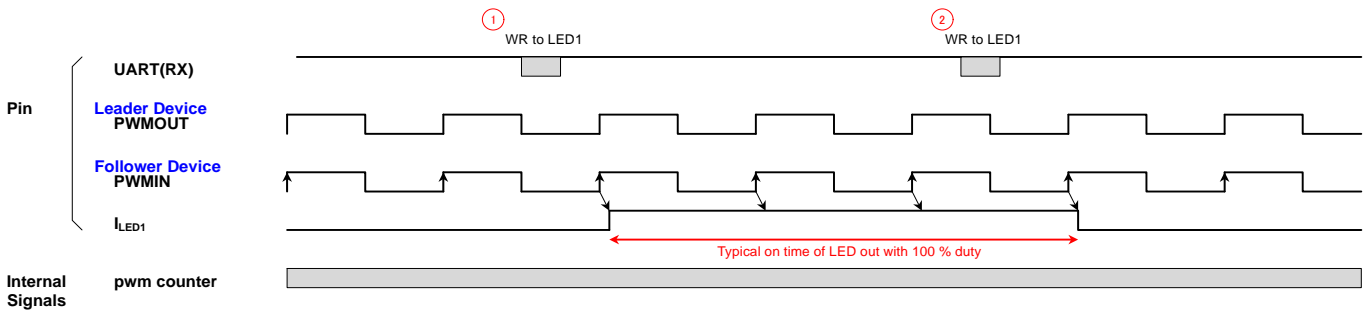 1
2
WR to LED1
WR to LED1
UART(RX)
Pin
Leader Device
PWMOUT
Follower Device
PWMIN
ILED1
Typical on time of LED out with 100 % duty
Internal
Signals
pwm counter